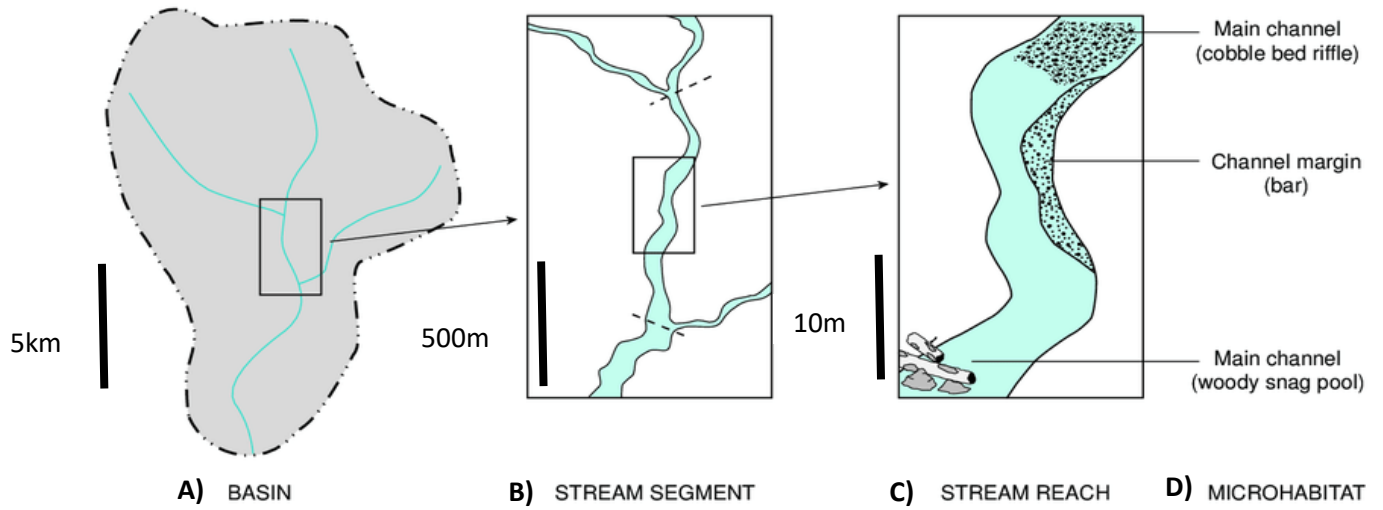 Main channel
(cobble bed riffle)
Channel margin
(bar)
5km
500m
10m
Main channel
(woody snag pool)
A) BASIN
B) STREAM SEGMENT
C) STREAM REACH
D) MICROHABITAT